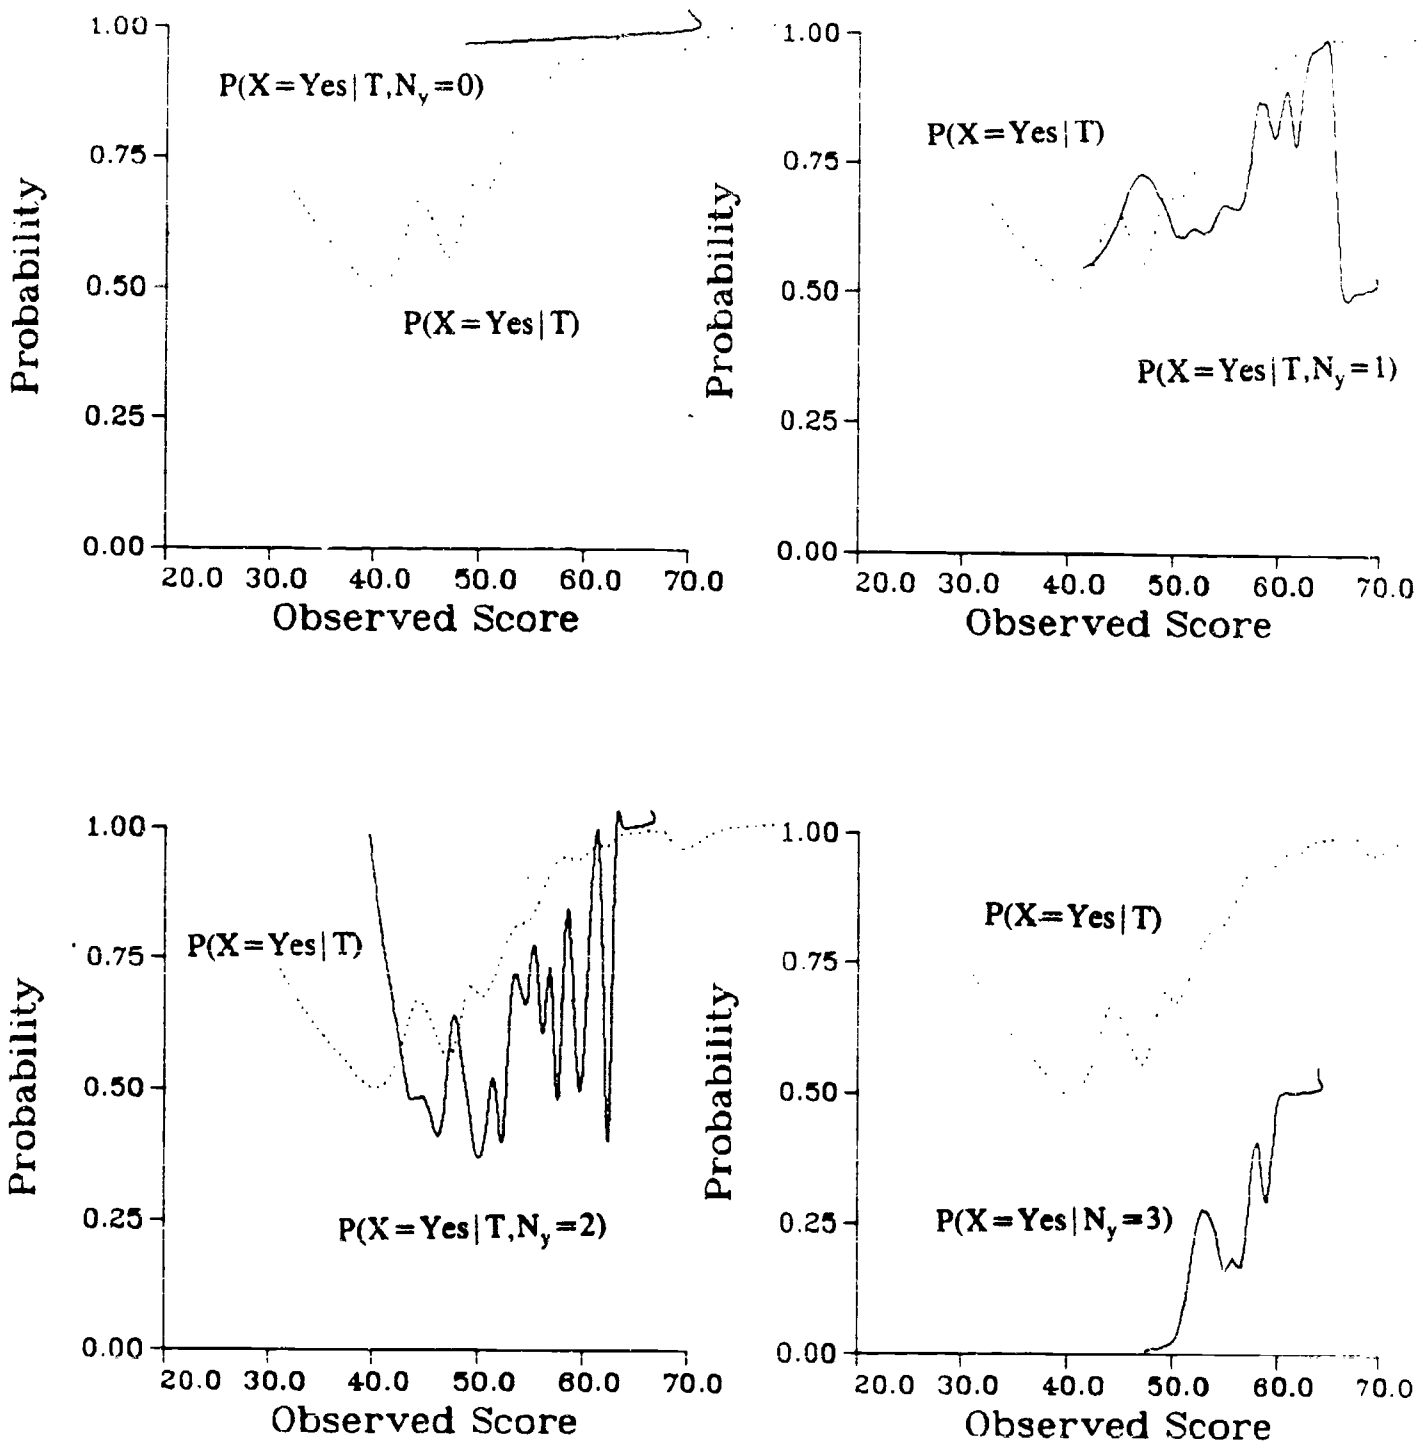 1.00
P(X=Yes|T,Ny=0)
0.75
Probability
0.50
P(X=Yes|T)
0.25
0.00
20.0 30.0 40.0 50.0 60.0 70.0
Observed Score
1.00
P(X=Yes|T)
0.75
Probability
0.50
P(X=Yes|T,Ny=1)
0.25
0.00
20.0 30.0 40.0 50.0 60.0 70.0
Observed Score
1.00
P(X=Yes|T)
0.75
Probability
0.50
0.25
P(X=Yes|T,Ny=2)
0.00
20.0 30.0 40.0 50.0 60.0 70.0
Observed Score
1.00
P(X=Yes|T)
0.75
Probability
0.50
0.25
P(X=Yes|Ny=3)
0.00
20.0 30.0 40.0 50.0 60.0 70.0
Observed Score